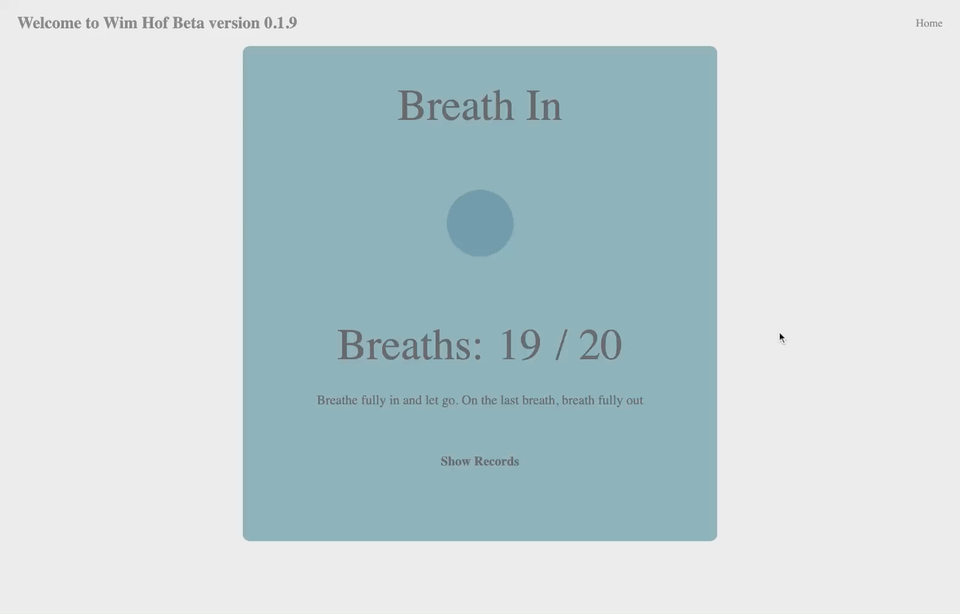 Welcome to Wim Hof Beta version 0.1.9
Home
Breath In
Breaths: 19 / 20
Breathe fully in and let go. On the last breath, breath fully out
Show Records